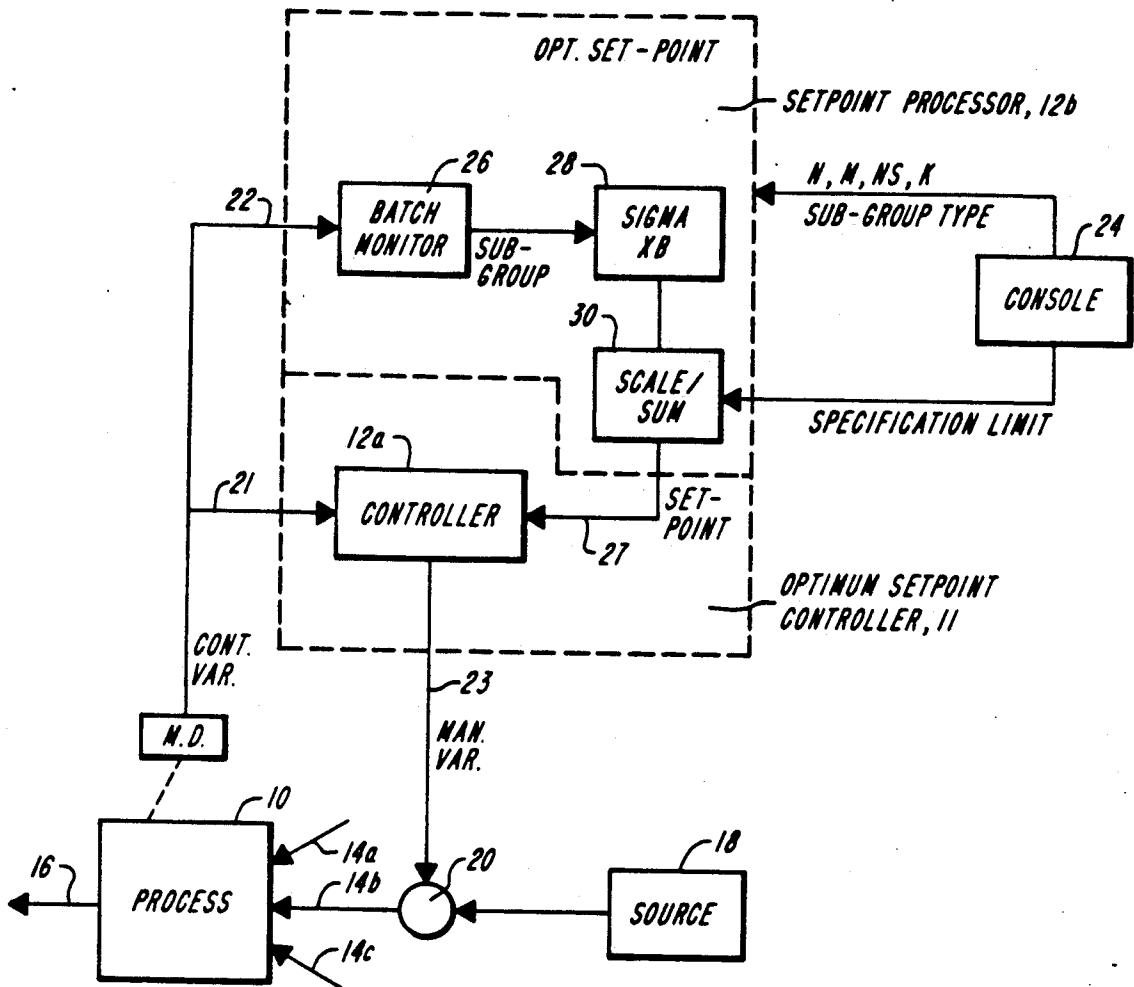 OPT. SET-POINT
SETPOINT PROCESSOR, 12b
26
28
N, M, NS, K
22
BATCH
MONITOR
SIGMA
XB
SUB-GROUP TYPE
24
SUB-
GROUP
CONSOLE
30
SCALE/
SUM
SPECIFICATION LIMIT
12a
21
CONTROLLER
SET-
POINT
27
OPTIMUM SETPOINT
CONTROLLER, 11
CONT.
VAR.
23
M.D.
MAN.
VAR.
10
14a
20
18
16
PROCESS
14b
SOURCE
14c